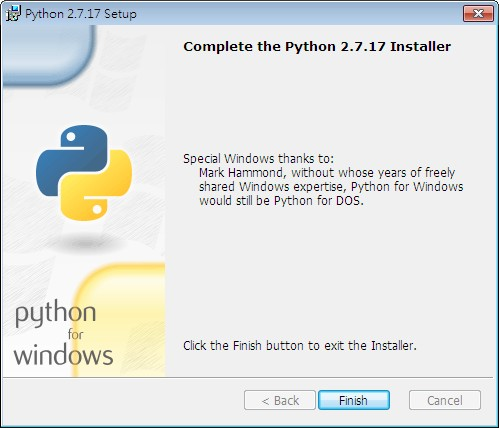 Python 2.7.17 Setup
Complete the Python 2.7.17 Installer
Special Windows thanks to:
Mark Hammond, without whose years of freely
shared Windows expertise, Python for Windows
would still be Python for DOS.
python
for
windows
Click the Finish button to exit the Installer.
< Back
Finish
Cancel